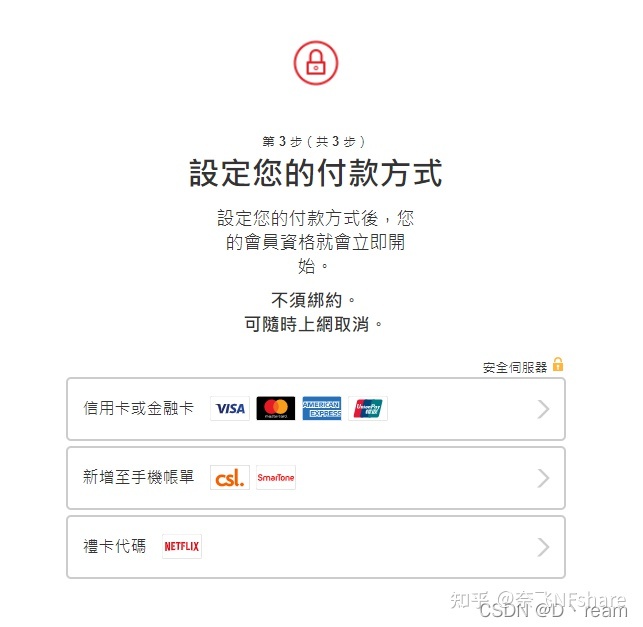 第 3 步 ( 共 3 步 )
設定您的付款方式
設定您的付款方式後，您
的會員資格就會立即開
始。
不須綁約。
可隨時上網取消。
安全伺服器
信用卡或金融卡 VISA mastercard AMERICAN EXPRESS UnionPay 银联
新增至手機帳單 csl. SmarTone
禮卡代碼 NETFLIX
知乎 @奈飞NFshare
CSDN @D丶ream